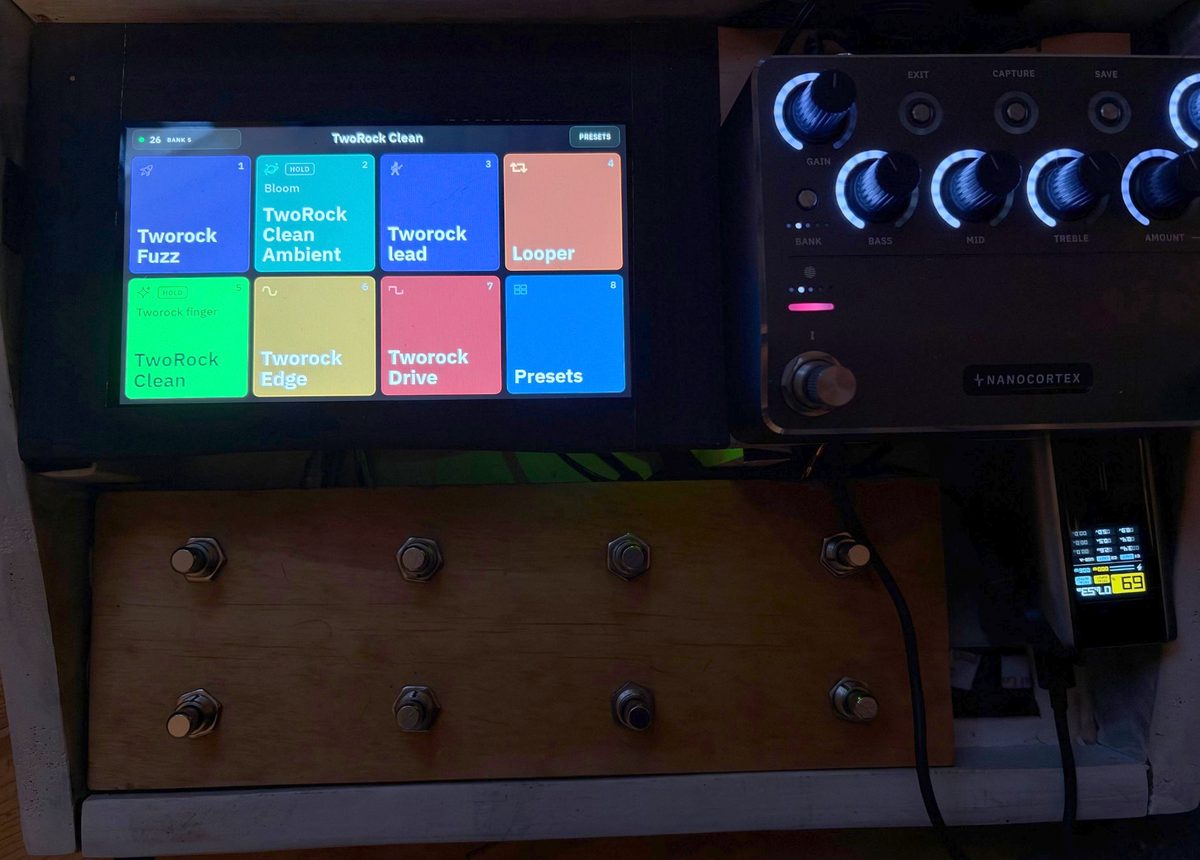 26 BANK 5
TwoRock Clean
PRESETS
1
Tworock
Fuzz
HOLD
2
Bloom
TwoRock
Clean
Ambient
3
Tworock
lead
4
Looper
HOLD
5
Tworock finger
TwoRock
Clean
6
Tworock
Edge
7
Tworock
Drive
8
Presets
EXIT
CAPTURE
SAVE
GAIN
BANK
BASS
MID
TREBLE
AMOUNT
NANOCORTEX
69